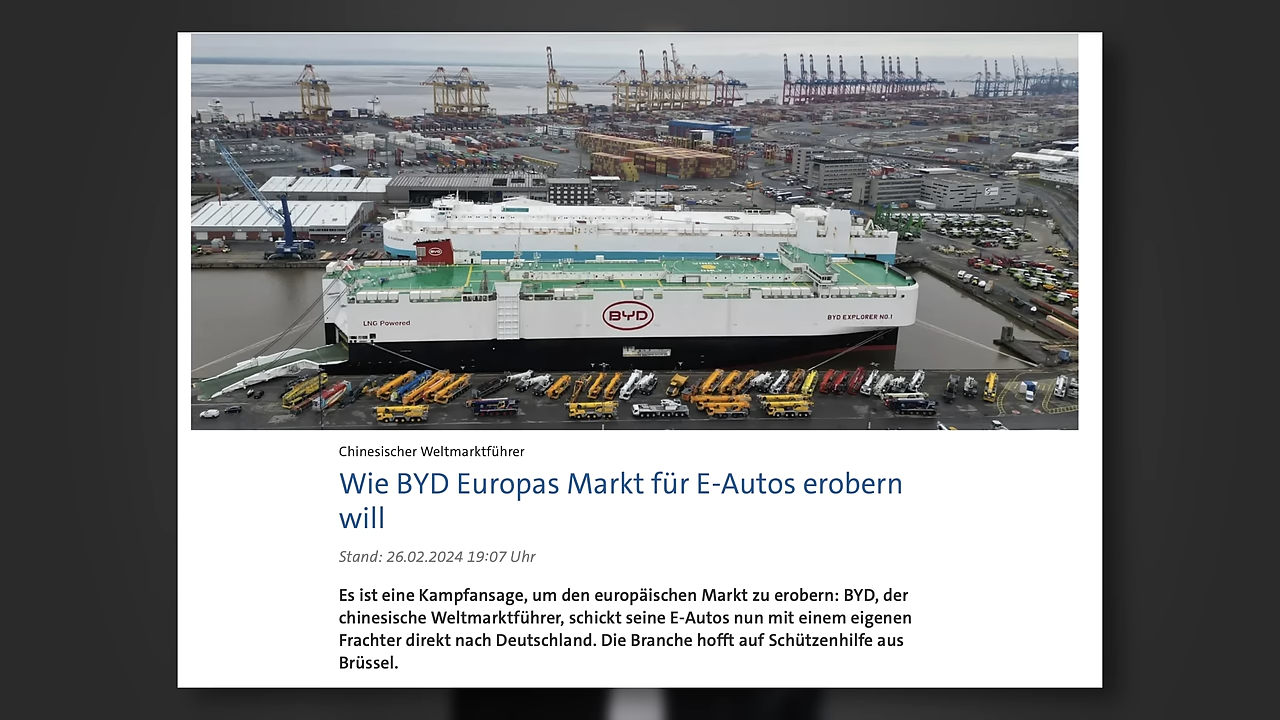 BYD
LNG Powered
BYD
BYD EXPLORER NO.1
Chinesischer Weltmarktführer
Wie BYD Europas Markt für E-Autos erobern
will
Stand: 26.02.2024 19:07 Uhr
Es ist eine Kampfansage, um den europäischen Markt zu erobern: BYD, der
chinesische Weltmarktführer, schickt seine E-Autos nun mit einem eigenen
Frachter direkt nach Deutschland. Die Branche hofft auf Schützenhilfe aus
Brüssel.